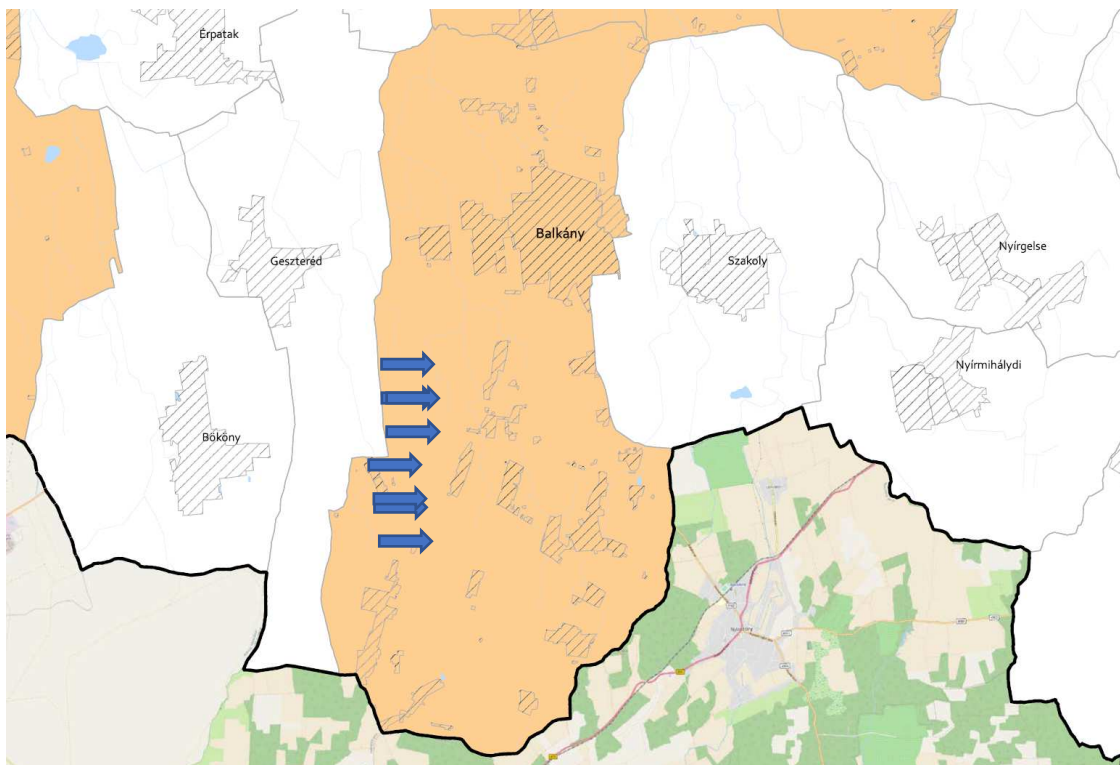 Érpatak
Balkány
Geszteréd
Szakoly
Nyírgelse
Nyírmihálydi
Bököny